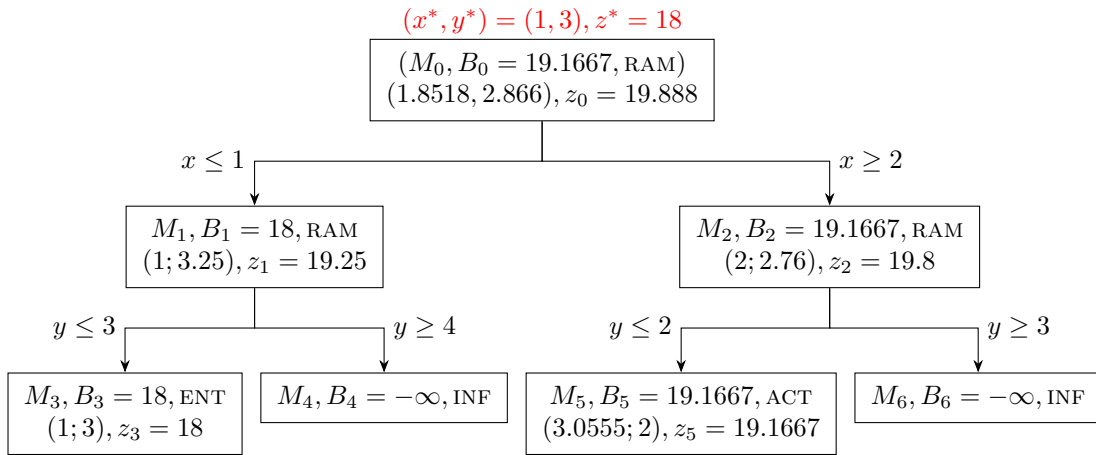 (x*, y*) = (1, 3), z* = 18
(M₀, B₀ = 19.1667, RAM)
(1.8518, 2.866), z₀ = 19.888
x ≤ 1
x ≥ 2
M₁, B₁ = 18, RAM
(1; 3.25), z₁ = 19.25
M₂, B₂ = 19.1667, RAM
(2; 2.76), z₂ = 19.8
y ≤ 3
y ≥ 4
y ≤ 2
y ≥ 3
M₃, B₃ = 18, ENT
(1; 3), z₃ = 18
M₄, B₄ = −∞, INF
M₅, B₅ = 19.1667, ACT
(3.0555; 2), z₅ = 19.1667
M₆, B₆ = −∞, INF